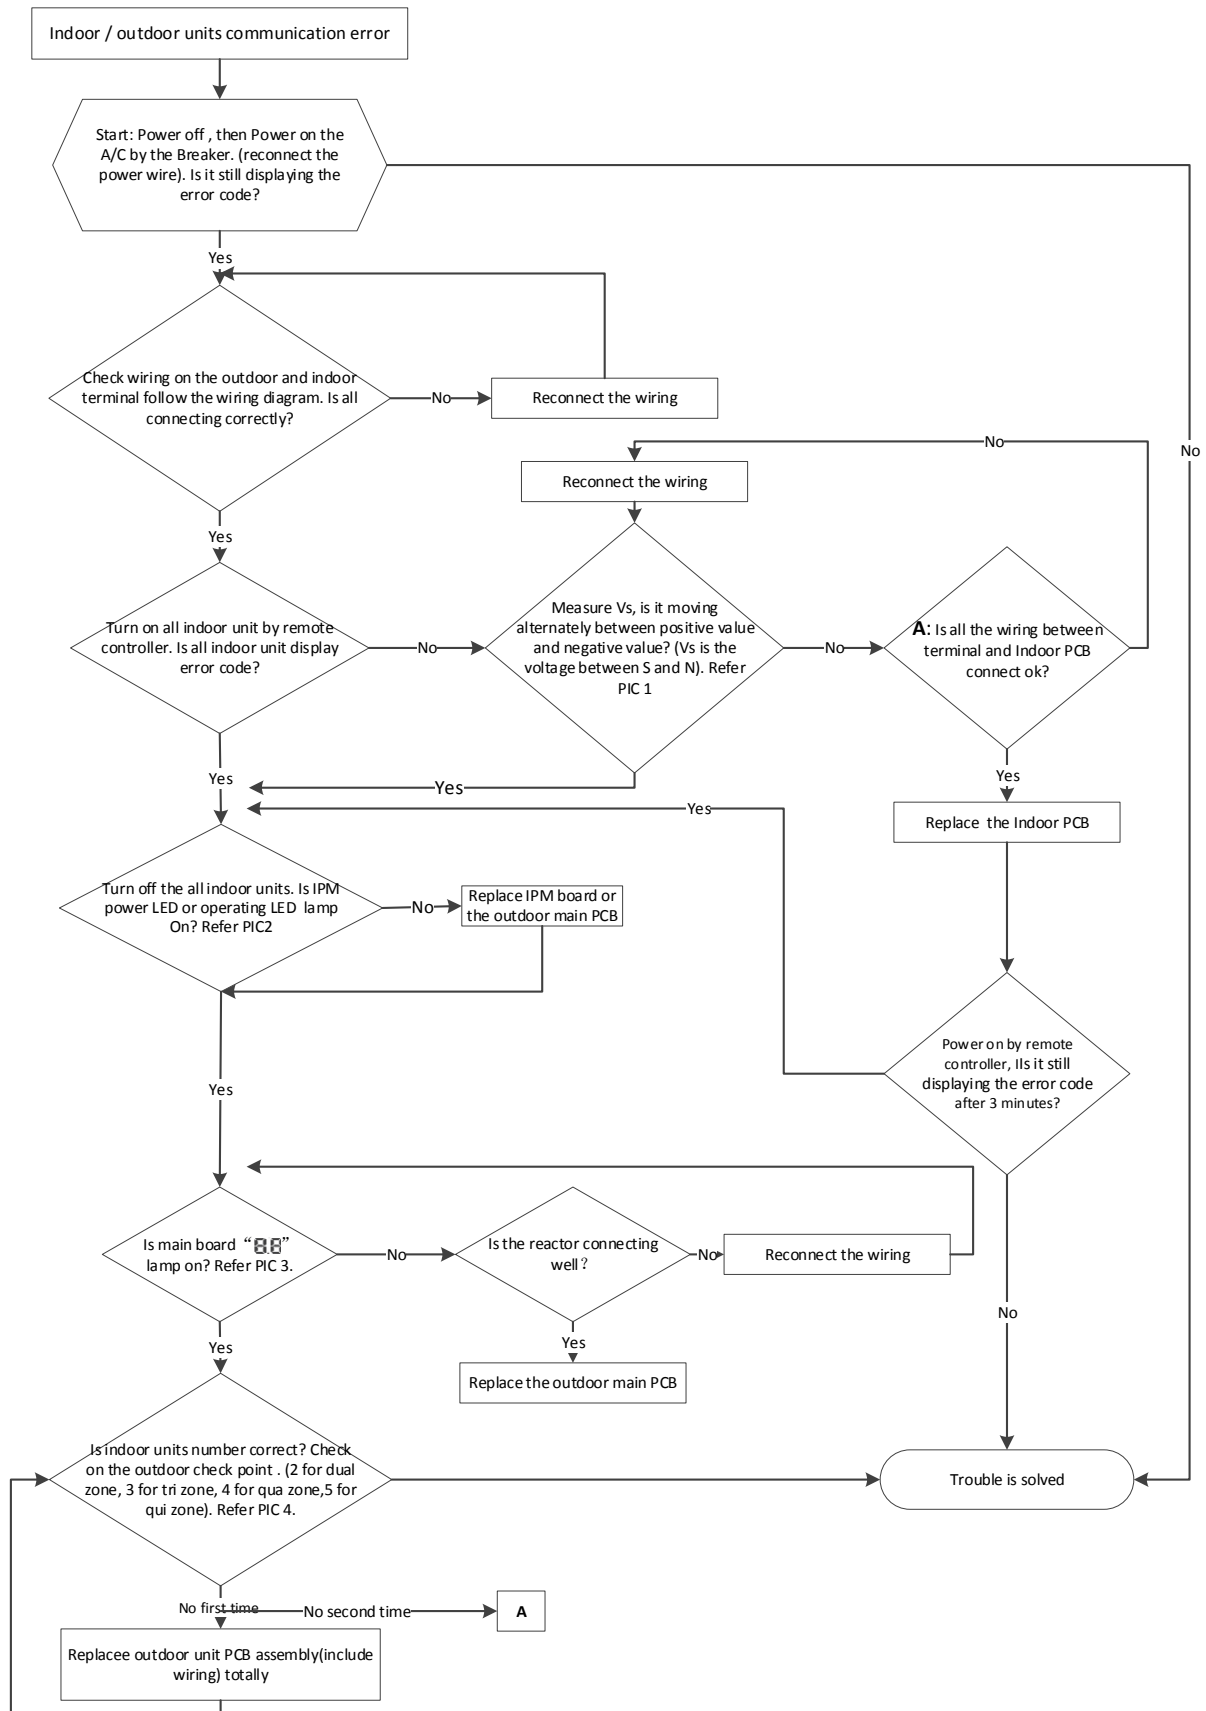 Indoor / outdoor units communication error
Start: Power off , then Power on the
A/C by the Breaker. (reconnect the
power wire). Is it still displaying the
error code?
Yes
No
Check wiring on the outdoor and indoor
terminal follow the wiring diagram. Is all
connecting correctly?
No
Reconnect the wiring
Yes
No
Reconnect the wiring
Turn on all indoor unit by remote
controller. Is all indoor unit display
error code?
No
Measure Vs, is it moving
alternately between positive value
and negative value? (Vs is the
voltage between S and N). Refer
PIC 1
No
A: Is all the wiring between
terminal and Indoor PCB
connect ok?
Yes
Yes
Yes
Yes
Replace the Indoor PCB
Turn off the all indoor units. Is IPM
power LED or operating LED lamp
On? Refer PIC2
No
Replace IPM board or
the outdoor main PCB
Power on by remote
controller, IIs it still
displaying the error code
after 3 minutes?
Yes
Is main board “8.8”
lamp on? Refer PIC 3.
No
Is the reactor connecting
well?
No
Reconnect the wiring
No
Yes
Yes
Replace the outdoor main PCB
Is indoor units number correct? Check
on the outdoor check point . (2 for dual
zone, 3 for tri zone, 4 for qua zone,5 for
qui zone). Refer PIC 4.
Trouble is solved
No first time
No second time
A
Replacee outdoor unit PCB assembly(include
wiring) totally